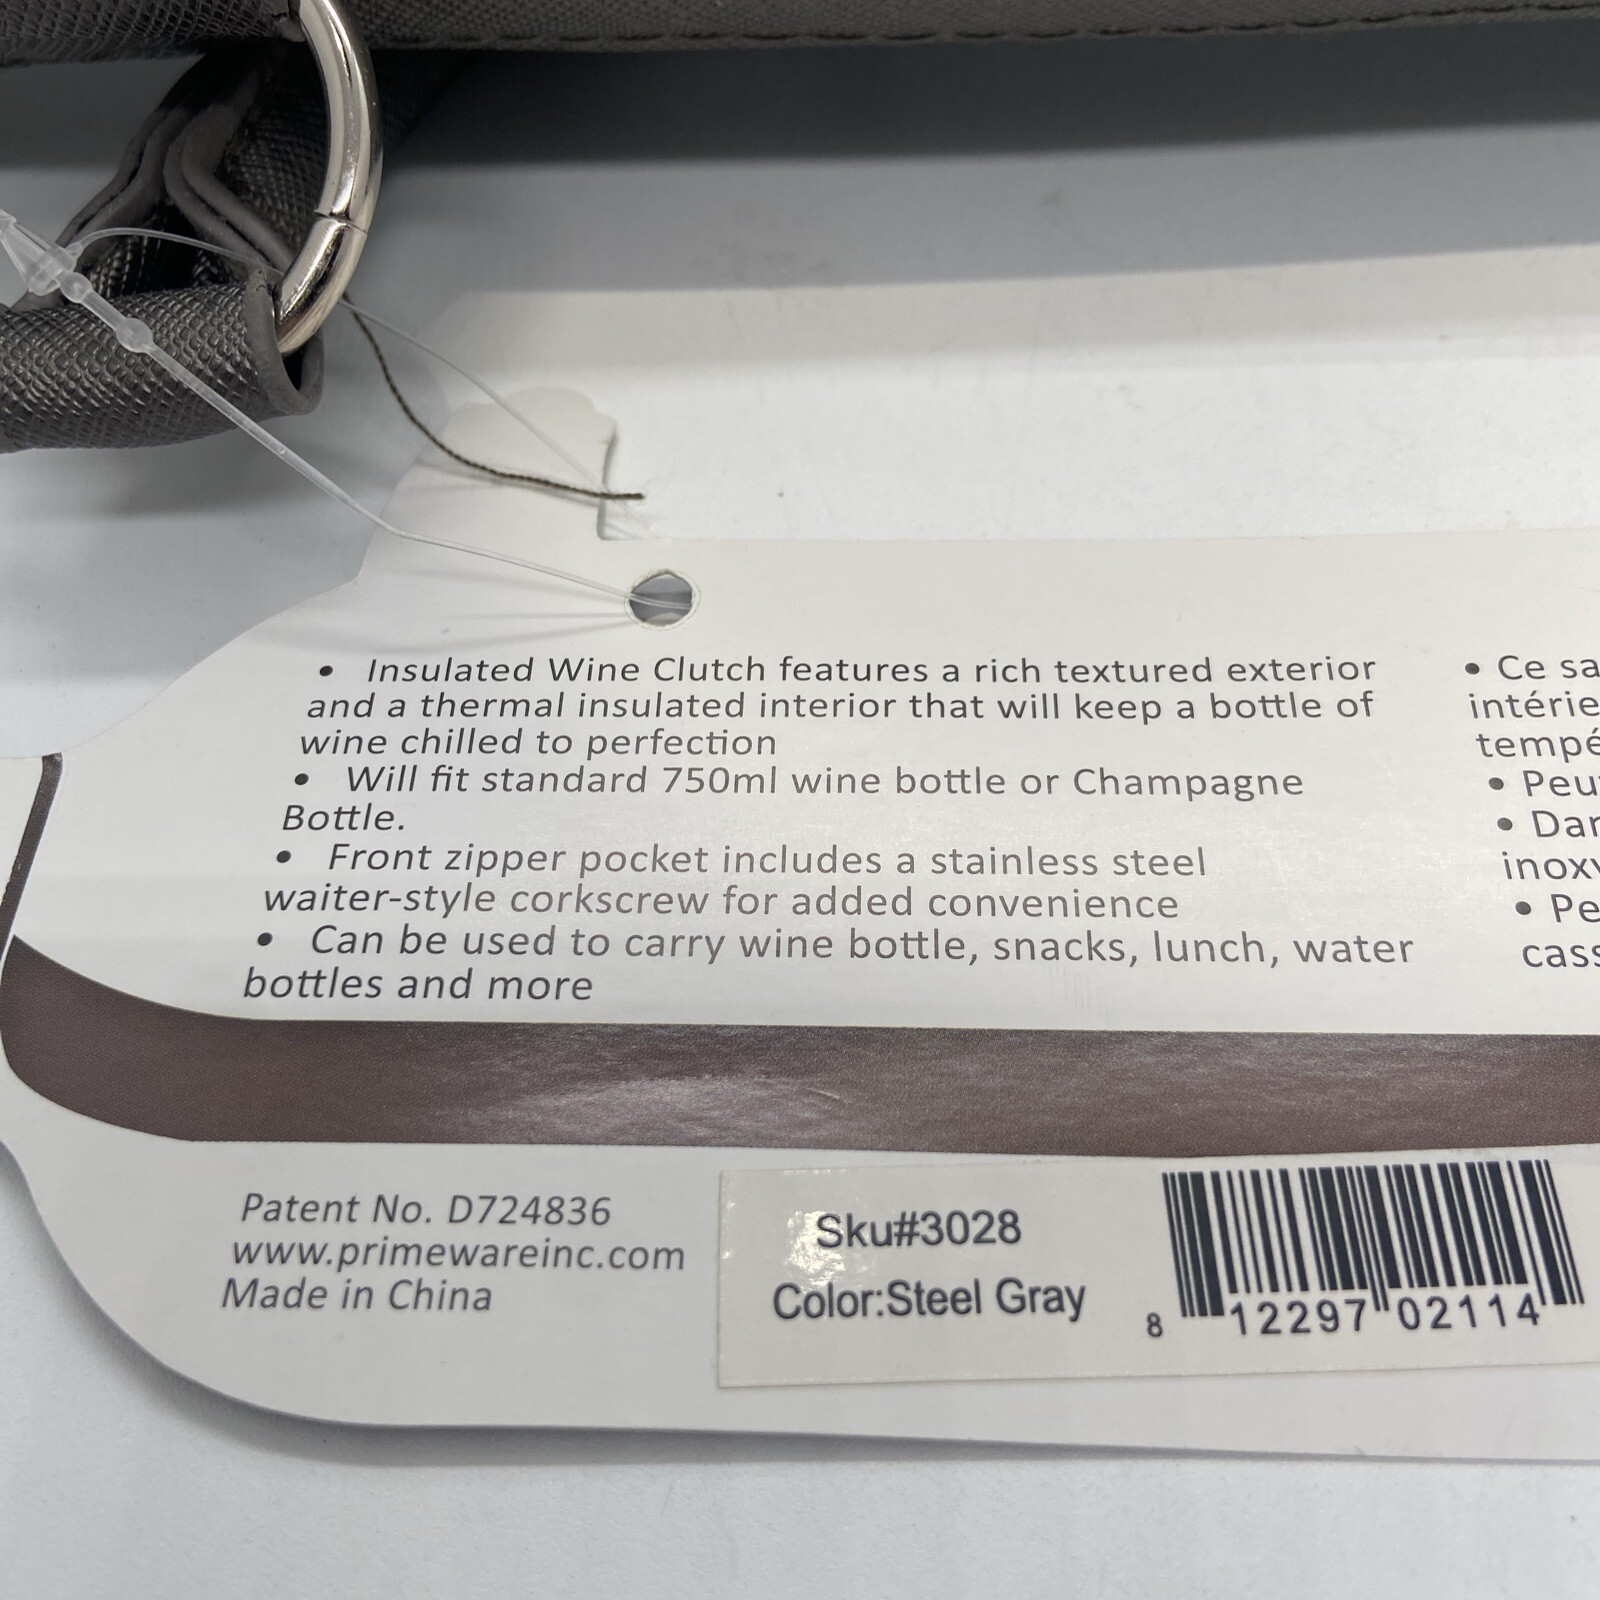 • Insulated Wine Clutch features a rich textured exterior
and a thermal insulated interior that will keep a bottle of
wine chilled to perfection
• Will fit standard 750ml wine bottle or Champagne
Bottle.
• Front zipper pocket includes a stainless steel
waiter-style corkscrew for added convenience
• Can be used to carry wine bottle, snacks, lunch, water
bottles and more
• Ce sa
intérie
tempé
• Peu
• Dan
inox
• Pe
cass
Patent No. D724836
www.primewareinc.com
Made in China
Sku#3028
Color:Steel Gray
8 12297 02114